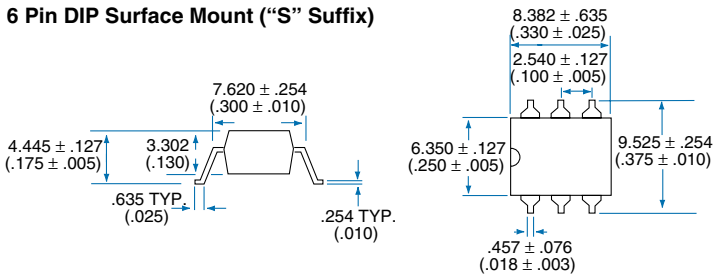 6 Pin DIP Surface Mount (“S” Suffix)
8.382 ± .635
(.330 ± .025)
2.540 ± .127
(.100 ± .005)
7.620 ± .254
(.300 ± .010)
4.445 ± .127
(.175 ± .005)
3.302
(.130)
6.350 ± .127
(.250 ± .005)
9.525 ± .254
(.375 ± .010)
.635 TYP.
(.025)
.254 TYP.
(.010)
.457 ± .076
(.018 ± .003)